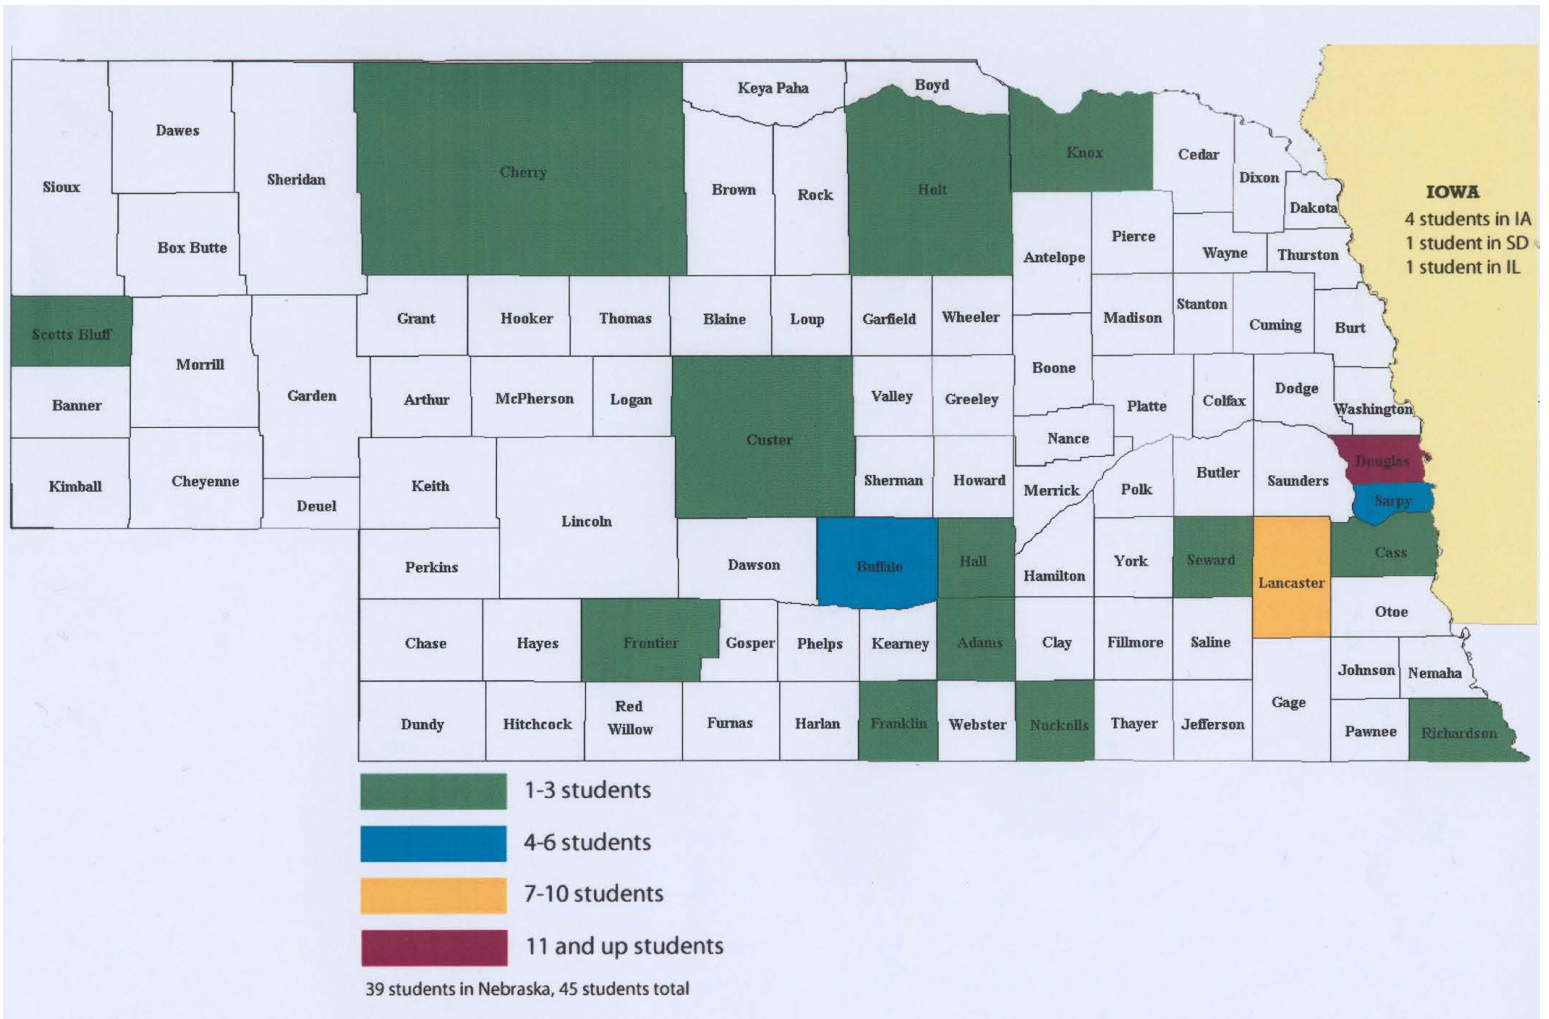 Keya Paha
Boyd
Dawes
Sioux
Sheridan
Cherry
Brown
Rock
Holt
Knox
Cedar
Dixon
Dakota
IOWA
4 students in IA
1 student in SD
1 student in IL
Box Butte
Antelope
Pierce
Wayne
Thurston
Scotts Bluff
Grant
Hooker
Thomas
Blaine
Loup
Garfield
Wheeler
Madison
Stanton
Cuming
Burt
Morrill
Banner
Garden
Arthur
McPherson
Logan
Custer
Valley
Greeley
Boone
Platte
Colfax
Dodge
Washington
Nance
Kimball
Cheyenne
Deuel
Keith
Lincoln
Sherman
Howard
Merrick
Polk
Butler
Saunders
Douglas
Sarpy
Perkins
Dawson
Buffalo
Hall
Hamilton
York
Seward
Lancaster
Cass
Otoe
Chase
Hayes
Frontier
Gosper
Phelps
Kearney
Adams
Clay
Fillmore
Saline
Johnson
Nemaha
Dundy
Hitchcock
Red
Willow
Furnas
Harlan
Franklin
Webster
Nuckolls
Thayer
Jefferson
Gage
Pawnee
Richardson
1-3 students
4-6 students
7-10 students
11 and up students
39 students in Nebraska, 45 students total